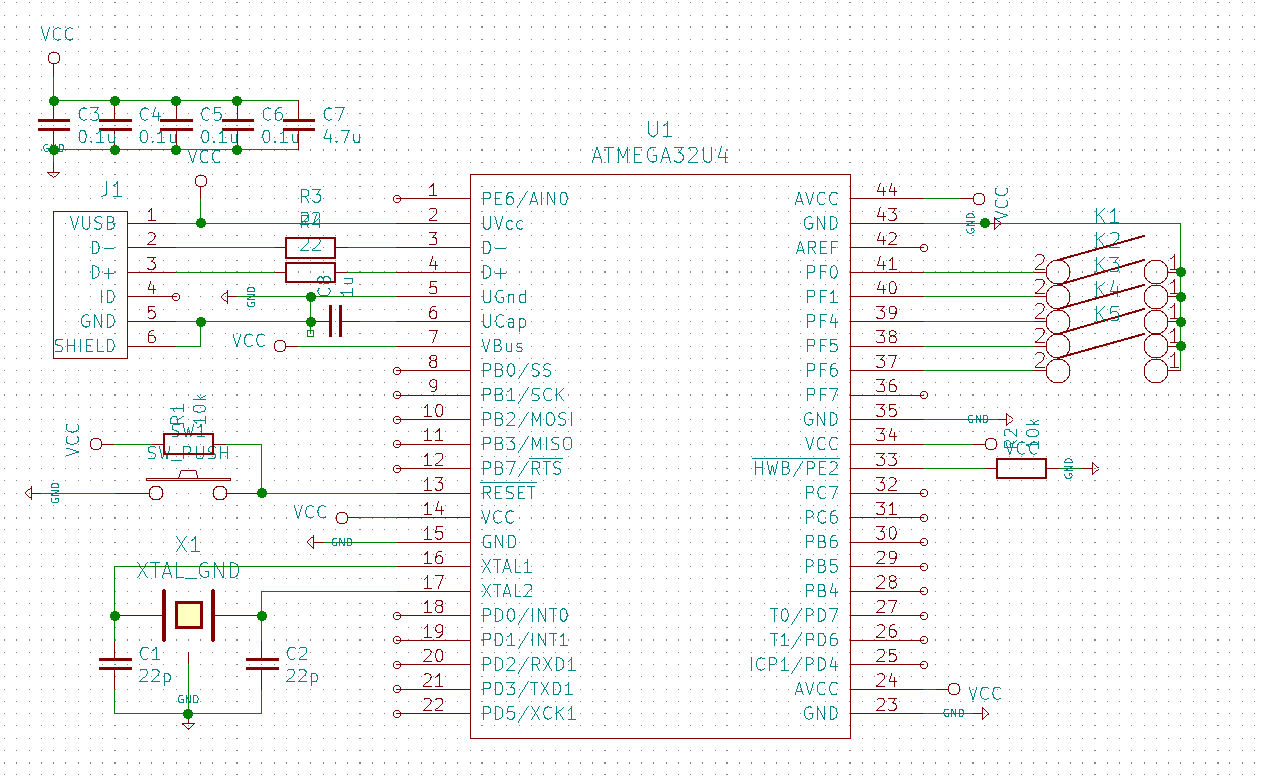 VCC
C3 C4 C5 C6 C7
0.1u 0.1u 0.1u 0.1u 4.7u
GND
VCC
U1
ATMEGA32U4
J1
VUSB 1
D- 2
D+ 3
ID 4
GND 5
SHIELD 6
R3
22
R4
22
GND
C8
1u
VCC
1 PE6/AIN0
2 UVcc
3 D-
4 D+
5 UGnd
6 UCap
7 VBus
8 PB0/SS
9 PB1/SCK
10 PB2/MOSI
11 PB3/MISO
12 PB7/RTS
13 RESET
14 VCC
15 GND
16 XTAL1
17 XTAL2
18 PD0/INT0
19 PD1/INT1
20 PD2/RXD1
21 PD3/TXD1
22 PD5/XCK1
AVCC 44
GND 43
AREF 42
PF0 41
PF1 40
PF4 39
PF5 38
PF6 37
PF7 36
GND 35
VCC 34
HWB/PE2 33
PC7 32
PC6 31
PB6 30
PB5 29
PB4 28
T0/PD7 27
T1/PD6 26
ICP1/PD4 25
AVCC 24
GND 23
VCC
GND
K1
K2
K3
K4
K5
2 1
2 1
2 1
2 1
2 1
GND
VCC
R2
10k
GND
VCC
GND
VCC
R1
10k
SW1
SW_PUSH
GND
VCC
GND
X1
XTAL_GND
C1
22p
C2
22p
GND